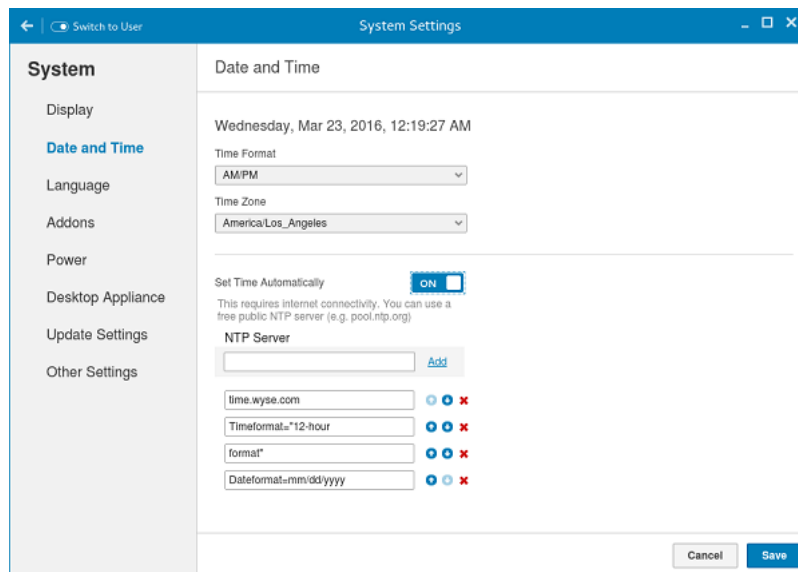 Switch to User
System Settings
System
Display
Date and Time
Language
Addons
Power
Desktop Appliance
Update Settings
Other Settings
Date and Time
Wednesday, Mar 23, 2016, 12:19:27 AM
Time Format
AM/PM
Time Zone
America/Los_Angeles
Set Time Automatically
ON
This requires internet connectivity. You can use a
free public NTP server (e.g. pool.ntp.org)
NTP Server
Add
time.wyse.com
Timeformat="12-hour
format"
Dateformat=mm/dd/yyyy
Cancel
Save